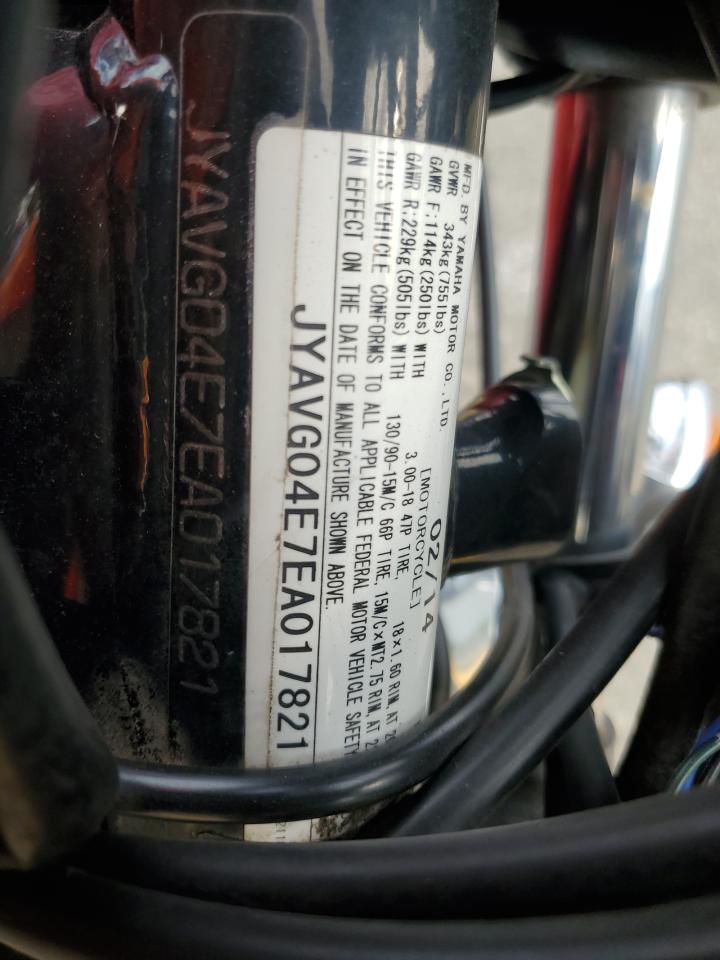 MFD. BY YAMAHA MOTOR CO., LTD.
02/14
GVWR 343kg(755lbs) [MOTORCYCLE]
GAWR F:114kg(250lbs) WITH 3.00-18 47P TIRE, 18×1.60 RIM, AT
GAWR R:229kg(505lbs) WITH 130/90-15M/C 66P TIRE, 15M/C×MT2.75 RIM, AT
THIS VEHICLE CONFORMS TO ALL APPLICABLE FEDERAL MOTOR VEHICLE SAFETY
IN EFFECT ON THE DATE OF MANUFACTURE SHOWN ABOVE.
JYAVG04E7EA017821
JYAVG04E7EA017821